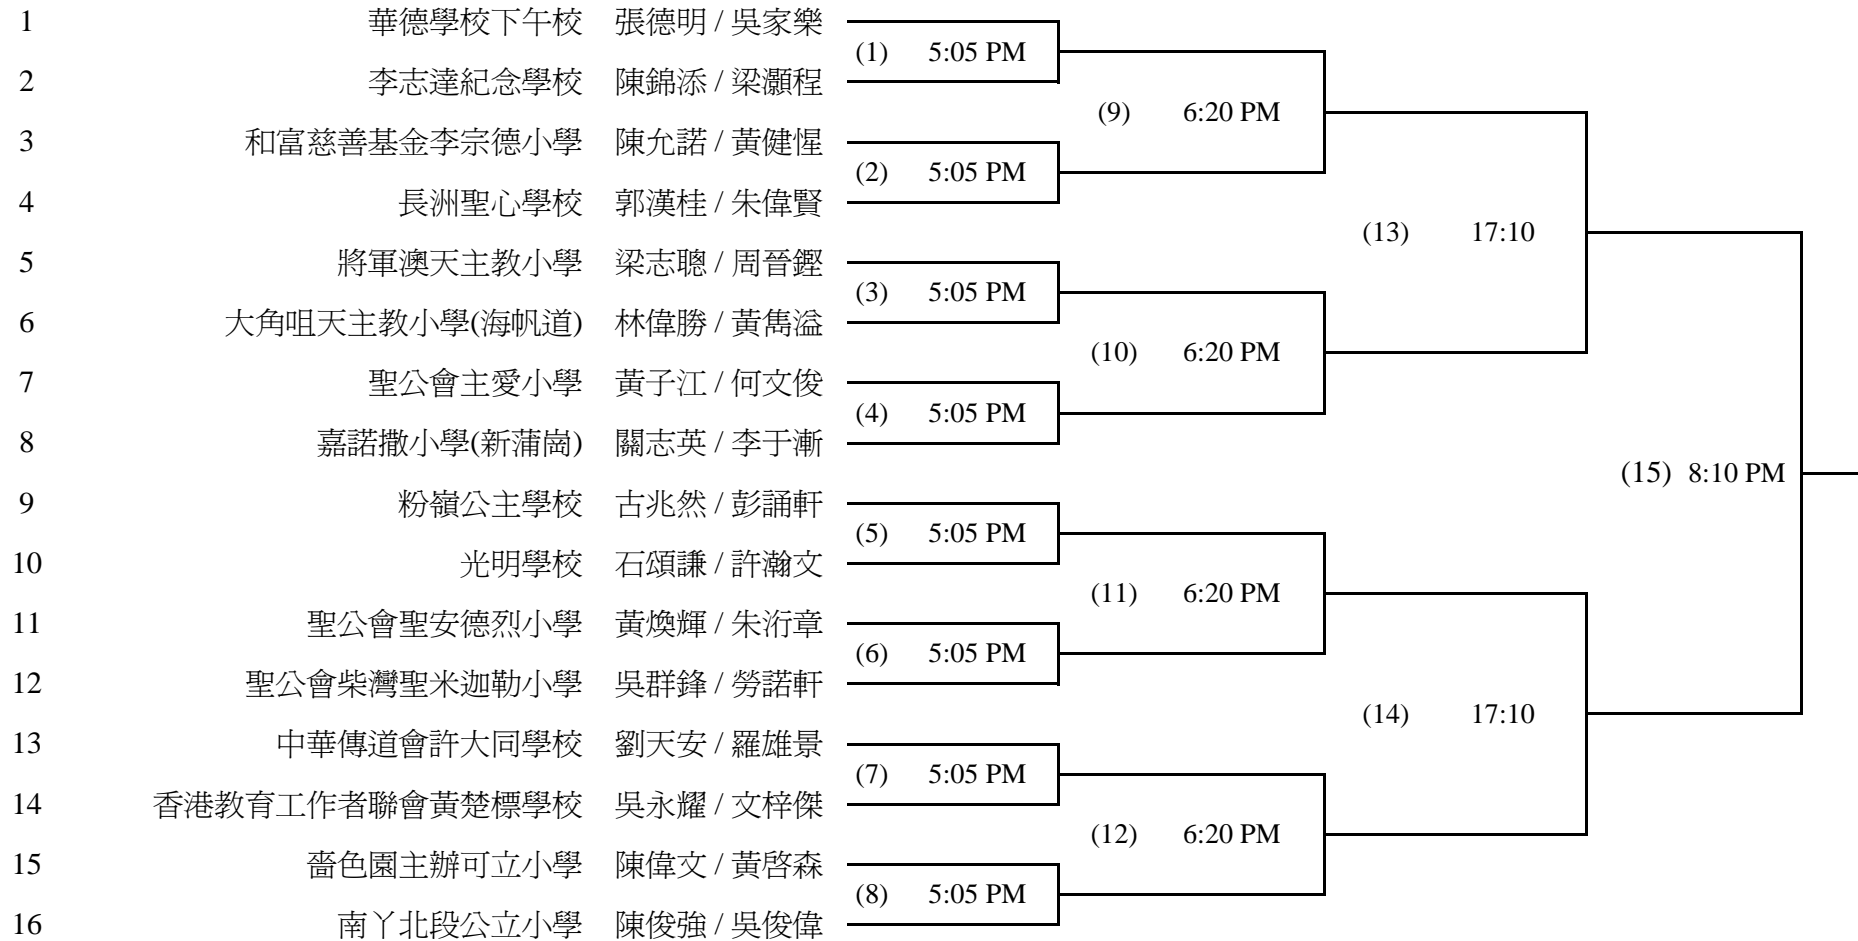 1 華德學校下午校 張德明 / 吳家樂
(1) 5:05 PM
2 李志達紀念學校 陳錦添 / 梁灝程
(9) 6:20 PM
3 和富慈善基金李宗德小學 陳允諾 / 黃健惺
(2) 5:05 PM
4 長洲聖心學校 郭漢桂 / 朱偉賢
(13) 17:10
5 將軍澳天主教小學 梁志聰 / 周晉鏗
(3) 5:05 PM
6 大角咀天主教小學(海帆道) 林偉勝 / 黃雋溢
(10) 6:20 PM
7 聖公會主愛小學 黃子江 / 何文俊
(4) 5:05 PM
8 嘉諾撒小學(新蒲崗) 關志英 / 李于漸
(15) 8:10 PM
9 粉嶺公主學校 古兆然 / 彭誦軒
(5) 5:05 PM
10 光明學校 石頌謙 / 許瀚文
(11) 6:20 PM
11 聖公會聖安德烈小學 黃煥輝 / 朱洐章
(6) 5:05 PM
12 聖公會柴灣聖米迦勒小學 吳群鋒 / 勞諾軒
(14) 17:10
13 中華傳道會許大同學校 劉天安 / 羅雄景
(7) 5:05 PM
14 香港教育工作者聯會黃楚標學校 吳永耀 / 文梓傑
(12) 6:20 PM
15 嗇色園主辦可立小學 陳偉文 / 黃啓森
(8) 5:05 PM
16 南丫北段公立小學 陳俊強 / 吳俊偉